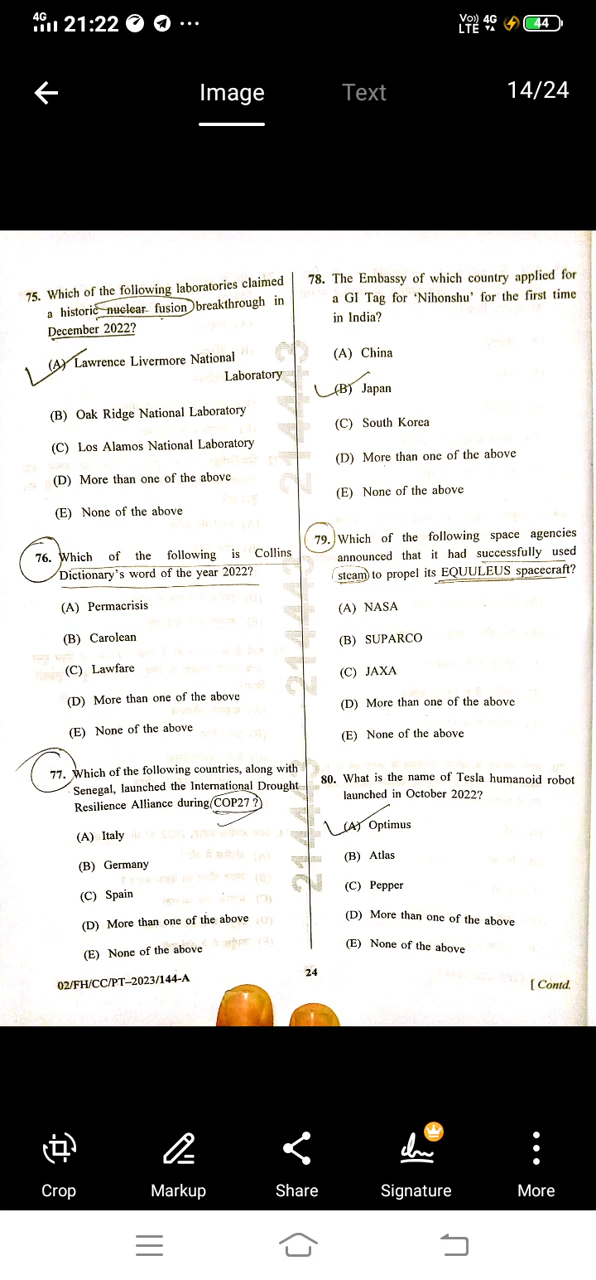 4G 21:22 ...
Vo)) 4G
LTE 44
Image Text 14/24
75. Which of the following laboratories claimed
a historic nuclear fusion breakthrough in
December 2022?
(A) Lawrence Livermore National
Laboratory
(B) Oak Ridge National Laboratory
(C) Los Alamos National Laboratory
(D) More than one of the above
(E) None of the above
76. Which of the following is Collins
Dictionary's word of the year 2022?
(A) Permacrisis
(B) Carolean
(C) Lawfare
(D) More than one of the above
(E) None of the above
77. Which of the following countries, along with
Senegal, launched the International Drought
Resilience Alliance during COP27 ?
(A) Italy
(B) Germany
(C) Spain
(D) More than one of the above
(E) None of the above
02/FH/CC/PT–2023/144-A
214443 214443 214443
78. The Embassy of which country applied for
a GI Tag for 'Nihonshu' for the first time
in India?
(A) China
(B) Japan
(C) South Korea
(D) More than one of the above
(E) None of the above
79. Which of the following space agencies
announced that it had successfully used
steam to propel its EQUULEUS spacecraft?
(A) NASA
(B) SUPARCO
(C) JAXA
(D) More than one of the above
(E) None of the above
80. What is the name of Tesla humanoid robot
launched in October 2022?
(A) Optimus
(B) Atlas
(C) Pepper
(D) More than one of the above
(E) None of the above
24
[ Contd.
Crop Markup Share Signature More